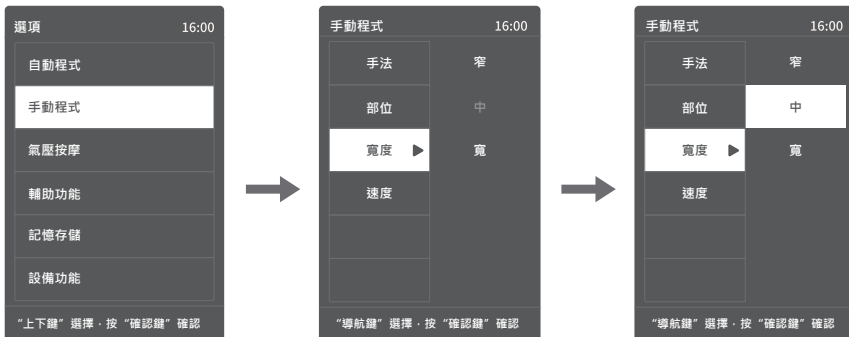 選項 16:00
自動程式
手動程式
氣壓按摩
輔助功能
記憶存儲
設備功能
“上下鍵”選擇·按“確認鍵”確認
手動程式 16:00
手法 窄
部位 中
寬度 寬
速度
“導航鍵”選擇·按“確認鍵”確認
手動程式 16:00
手法 窄
部位 中
寬度 寬
速度
“導航鍵”選擇·按“確認鍵”確認